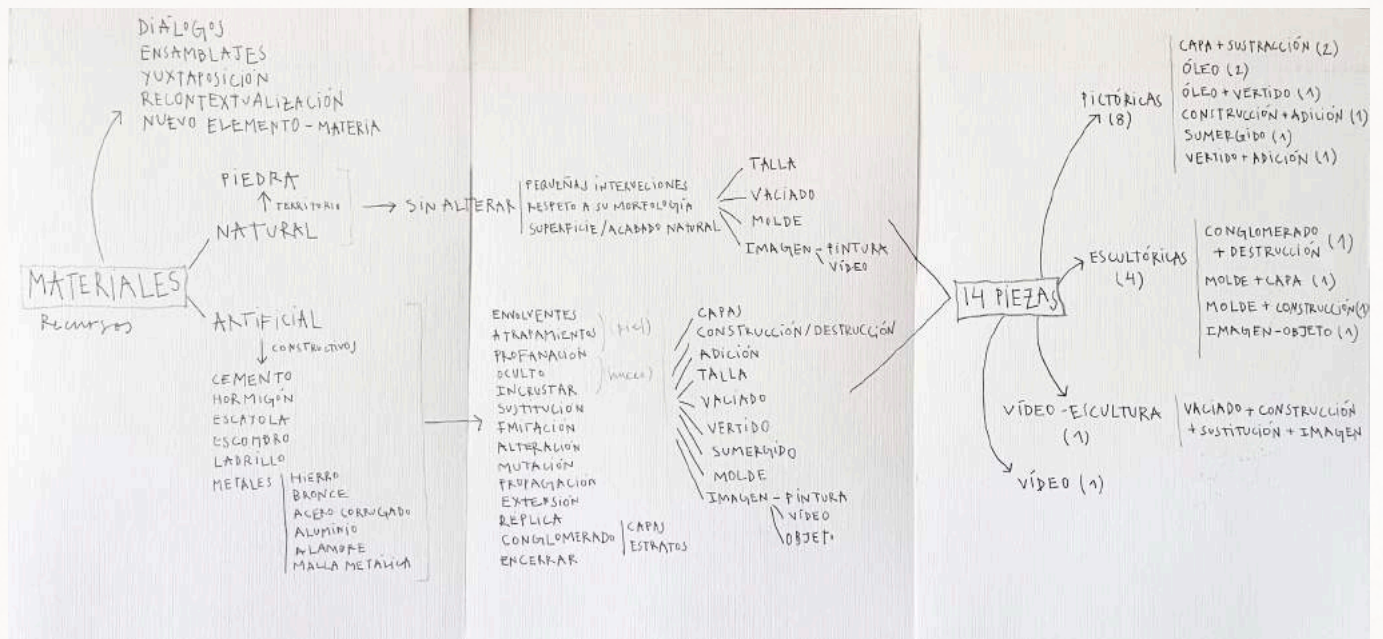 DIÁLOGOS
ENSAMBLAJES
YUXTAPOSICIÓN
RECONTEXTUALIZACIÓN
NUEVO ELEMENTO - MATERIA
PIEDRA
TERRITORIO
NATURAL
MATERIALES
Recursos
ARTIFICIAL
CONSTRUCTIVOS
CEMENTO
HORMIGÓN
ESCAYOLA
ESCOMBRO
LADRILLO
METALES
HIERRO
BRONCE
ACERO CORRUGADO
ALUMINIO
ALAMBRE
MALLA METÁLICA
SIN ALTERAR
PEQUEÑAS INTERVECIONES
RESPETO A SU MORFOLOGÍA
SUPERFICIE/ACABADO NATURAL
TALLA
VACIADO
MOLDE
IMAGEN - PINTURA
VÍDEO
ENVOLVENTES
ATRAPAMIENTOS (piel)
PROFANACIÓN
OCULTO (hueco)
INCRUSTAR
SUSTITUCIÓN
IMITACIÓN
ALTERACIÓN
MUTACIÓN
PROPAGACIÓN
EXTENSIÓN
RÉPLICA
CONGLOMERADO
CAPAS
ESTRATOS
ENCERRAR
CAPAS
CONSTRUCCIÓN/DESTRUCCIÓN
ADICIÓN
TALLA
VACIADO
VERTIDO
SUMERGIDO
MOLDE
IMAGEN - PINTURA
VÍDEO
OBJETO
14 PIEZAS
PICTÓRICAS
(8)
CAPA + SUSTRACCIÓN (2)
ÓLEO (2)
ÓLEO + VERTIDO (1)
CONSTRUCCIÓN + ADICIÓN (1)
SUMERGIDO (1)
VERTIDO + ADICIÓN (1)
ESCULTÓRICAS
(4)
CONGLOMERADO
+ DESTRUCCIÓN (1)
MOLDE + CAPA (1)
MOLDE + CONSTRUCCIÓN (1)
IMAGEN-OBJETO (1)
VÍDEO - ESCULTURA
(1)
VACIADO + CONSTRUCCIÓN
+ SUSTITUCIÓN + IMAGEN
VÍDEO (1)